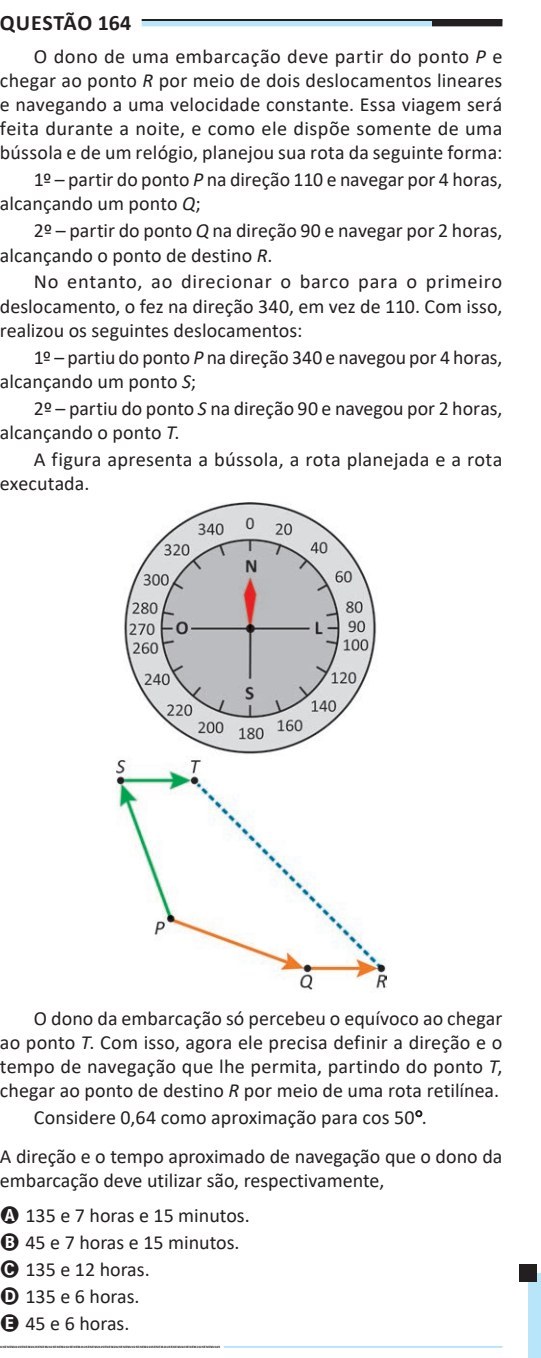 QUESTÃO 164
O dono de uma embarcação deve partir do ponto P e
chegar ao ponto R por meio de dois deslocamentos lineares
e navegando a uma velocidade constante. Essa viagem será
feita durante a noite, e como ele dispõe somente de uma
bússola e de um relógio, planejou sua rota da seguinte forma:
1º – partir do ponto P na direção 110 e navegar por 4 horas,
alcançando um ponto Q;
2º – partir do ponto Q na direção 90 e navegar por 2 horas,
alcançando o ponto de destino R.
No entanto, ao direcionar o barco para o primeiro
deslocamento, o fez na direção 340, em vez de 110. Com isso,
realizou os seguintes deslocamentos:
1º – partiu do ponto P na direção 340 e navegou por 4 horas,
alcançando um ponto S;
2º – partiu do ponto S na direção 90 e navegou por 2 horas,
alcançando o ponto T.
A figura apresenta a bússola, a rota planejada e a rota
executada.
340 0 20
320 40
300 N 60
280 80
270 O L 90
260 100
240 120
220 S 140
200 180 160
S T
P
Q R
O dono da embarcação só percebeu o equívoco ao chegar
ao ponto T. Com isso, agora ele precisa definir a direção e o
tempo de navegação que lhe permita, partindo do ponto T,
chegar ao ponto de destino R por meio de uma rota retilínea.
Considere 0,64 como aproximação para cos 50º.
A direção e o tempo aproximado de navegação que o dono da
embarcação deve utilizar são, respectivamente,
A 135 e 7 horas e 15 minutos.
B 45 e 7 horas e 15 minutos.
C 135 e 12 horas.
D 135 e 6 horas.
E 45 e 6 horas.